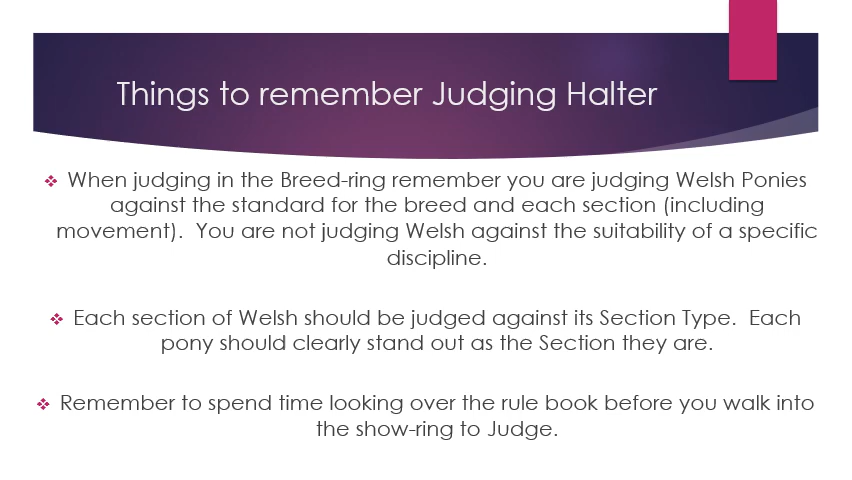 Things to remember Judging Halter
❖ When judging in the Breed-ring remember you are judging Welsh Ponies
against the standard for the breed and each section (including
movement).  You are not judging Welsh against the suitability of a specific
discipline.
❖ Each section of Welsh should be judged against its Section Type.  Each
pony should clearly stand out as the Section they are.
❖ Remember to spend time looking over the rule book before you walk into
the show-ring to Judge.